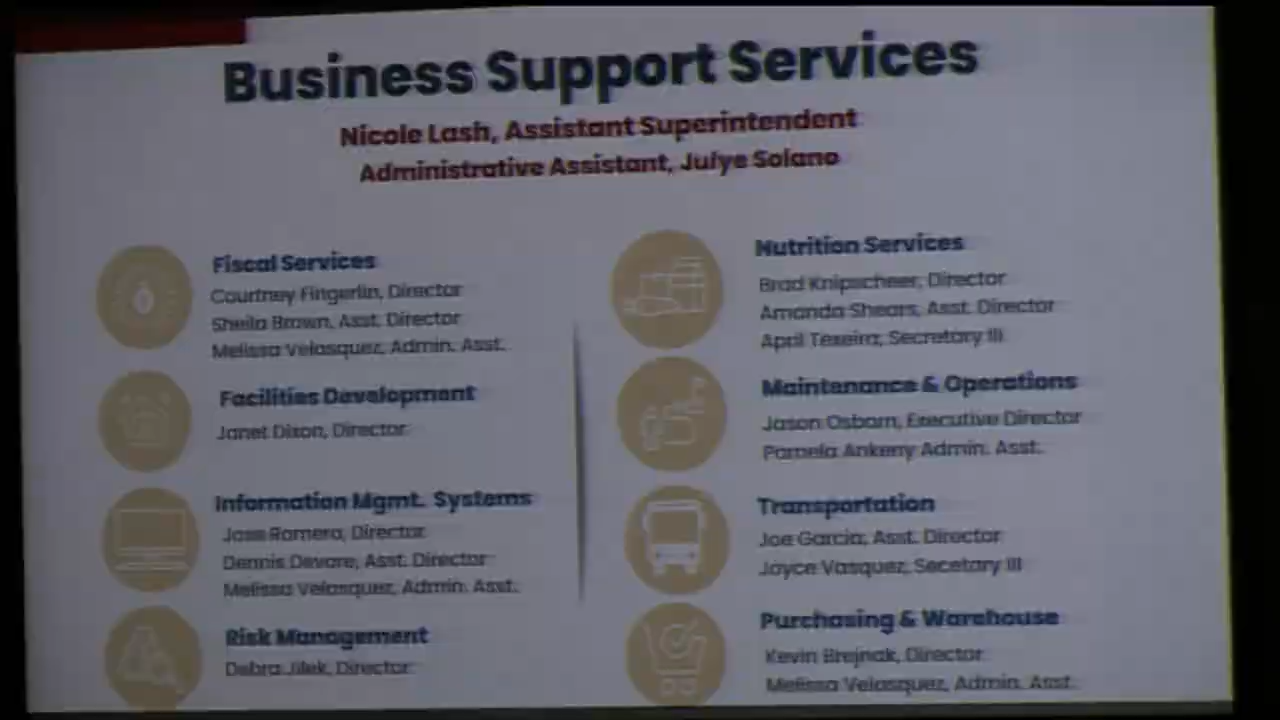 Business Support Services
Nicole Lash, Assistant Superintendent
Administrative Assistant, Julye Solano
Fiscal Services
Courtney Fingerlin, Director
Sheila Brown, Asst. Director
Melissa Velasquez, Admin. Asst.
Facilities Development
Janet Dixon, Director
Information Mgmt. Systems
Jose Romero, Director
Dennis Devore, Asst. Director
Melissa Velasquez, Admin. Asst.
Risk Management
Debra Jilek, Director
Nutrition Services
Brad Knipscheer, Director
Amanda Shears, Asst. Director
April Texeira, Secretary III
Maintenance & Operations
Jason Osborn, Executive Director
Pamela Ankeny Admin. Asst.
Transportation
Joe Garcia, Asst. Director
Joyce Vasquez, Secetary III
Purchasing & Warehouse
Kevin Brejnak, Director
Melissa Velasquez, Admin. Asst.